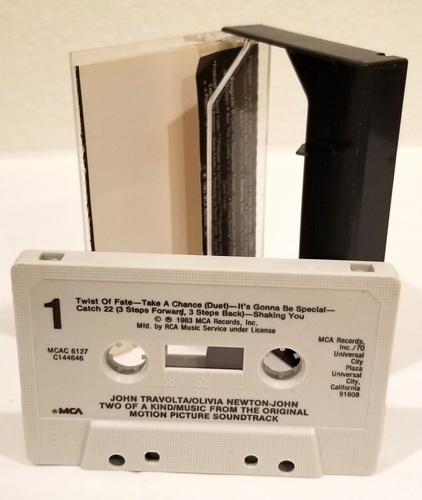 1
Twist Of Fate—Take A Chance (Duet)—It's Gonna Be Special—
Catch 22 (3 Steps Forward, 3 Steps Back)—Shaking You
© ℗ 1983 MCA Records, Inc.
Mfd. by RCA Music Service under License
MCAC 6127
C144646
MCA Records,
Inc./70
Universal
City
Plaza
Universal
City,
California
91608
JOHN TRAVOLTA/OLIVIA NEWTON-JOHN
TWO OF A KIND/MUSIC FROM THE ORIGINAL
MOTION PICTURE SOUNDTRACK
MCA